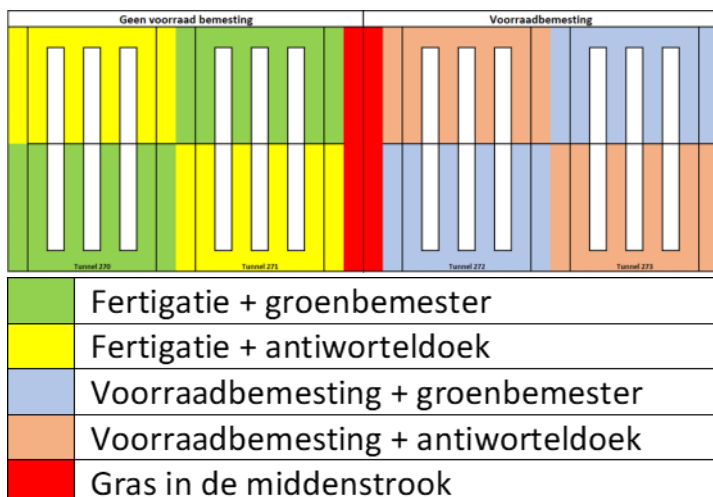 Geen voorraad bemesting
Voorraadbemesting
Tunnel 270
Tunnel 271
Tunnel 272
Tunnel 273
Fertigatie + groenbemester
Fertigatie + antiworteldoek
Voorraadbemesting + groenbemester
Voorraadbemesting + antiworteldoek
Gras in de middenstrook